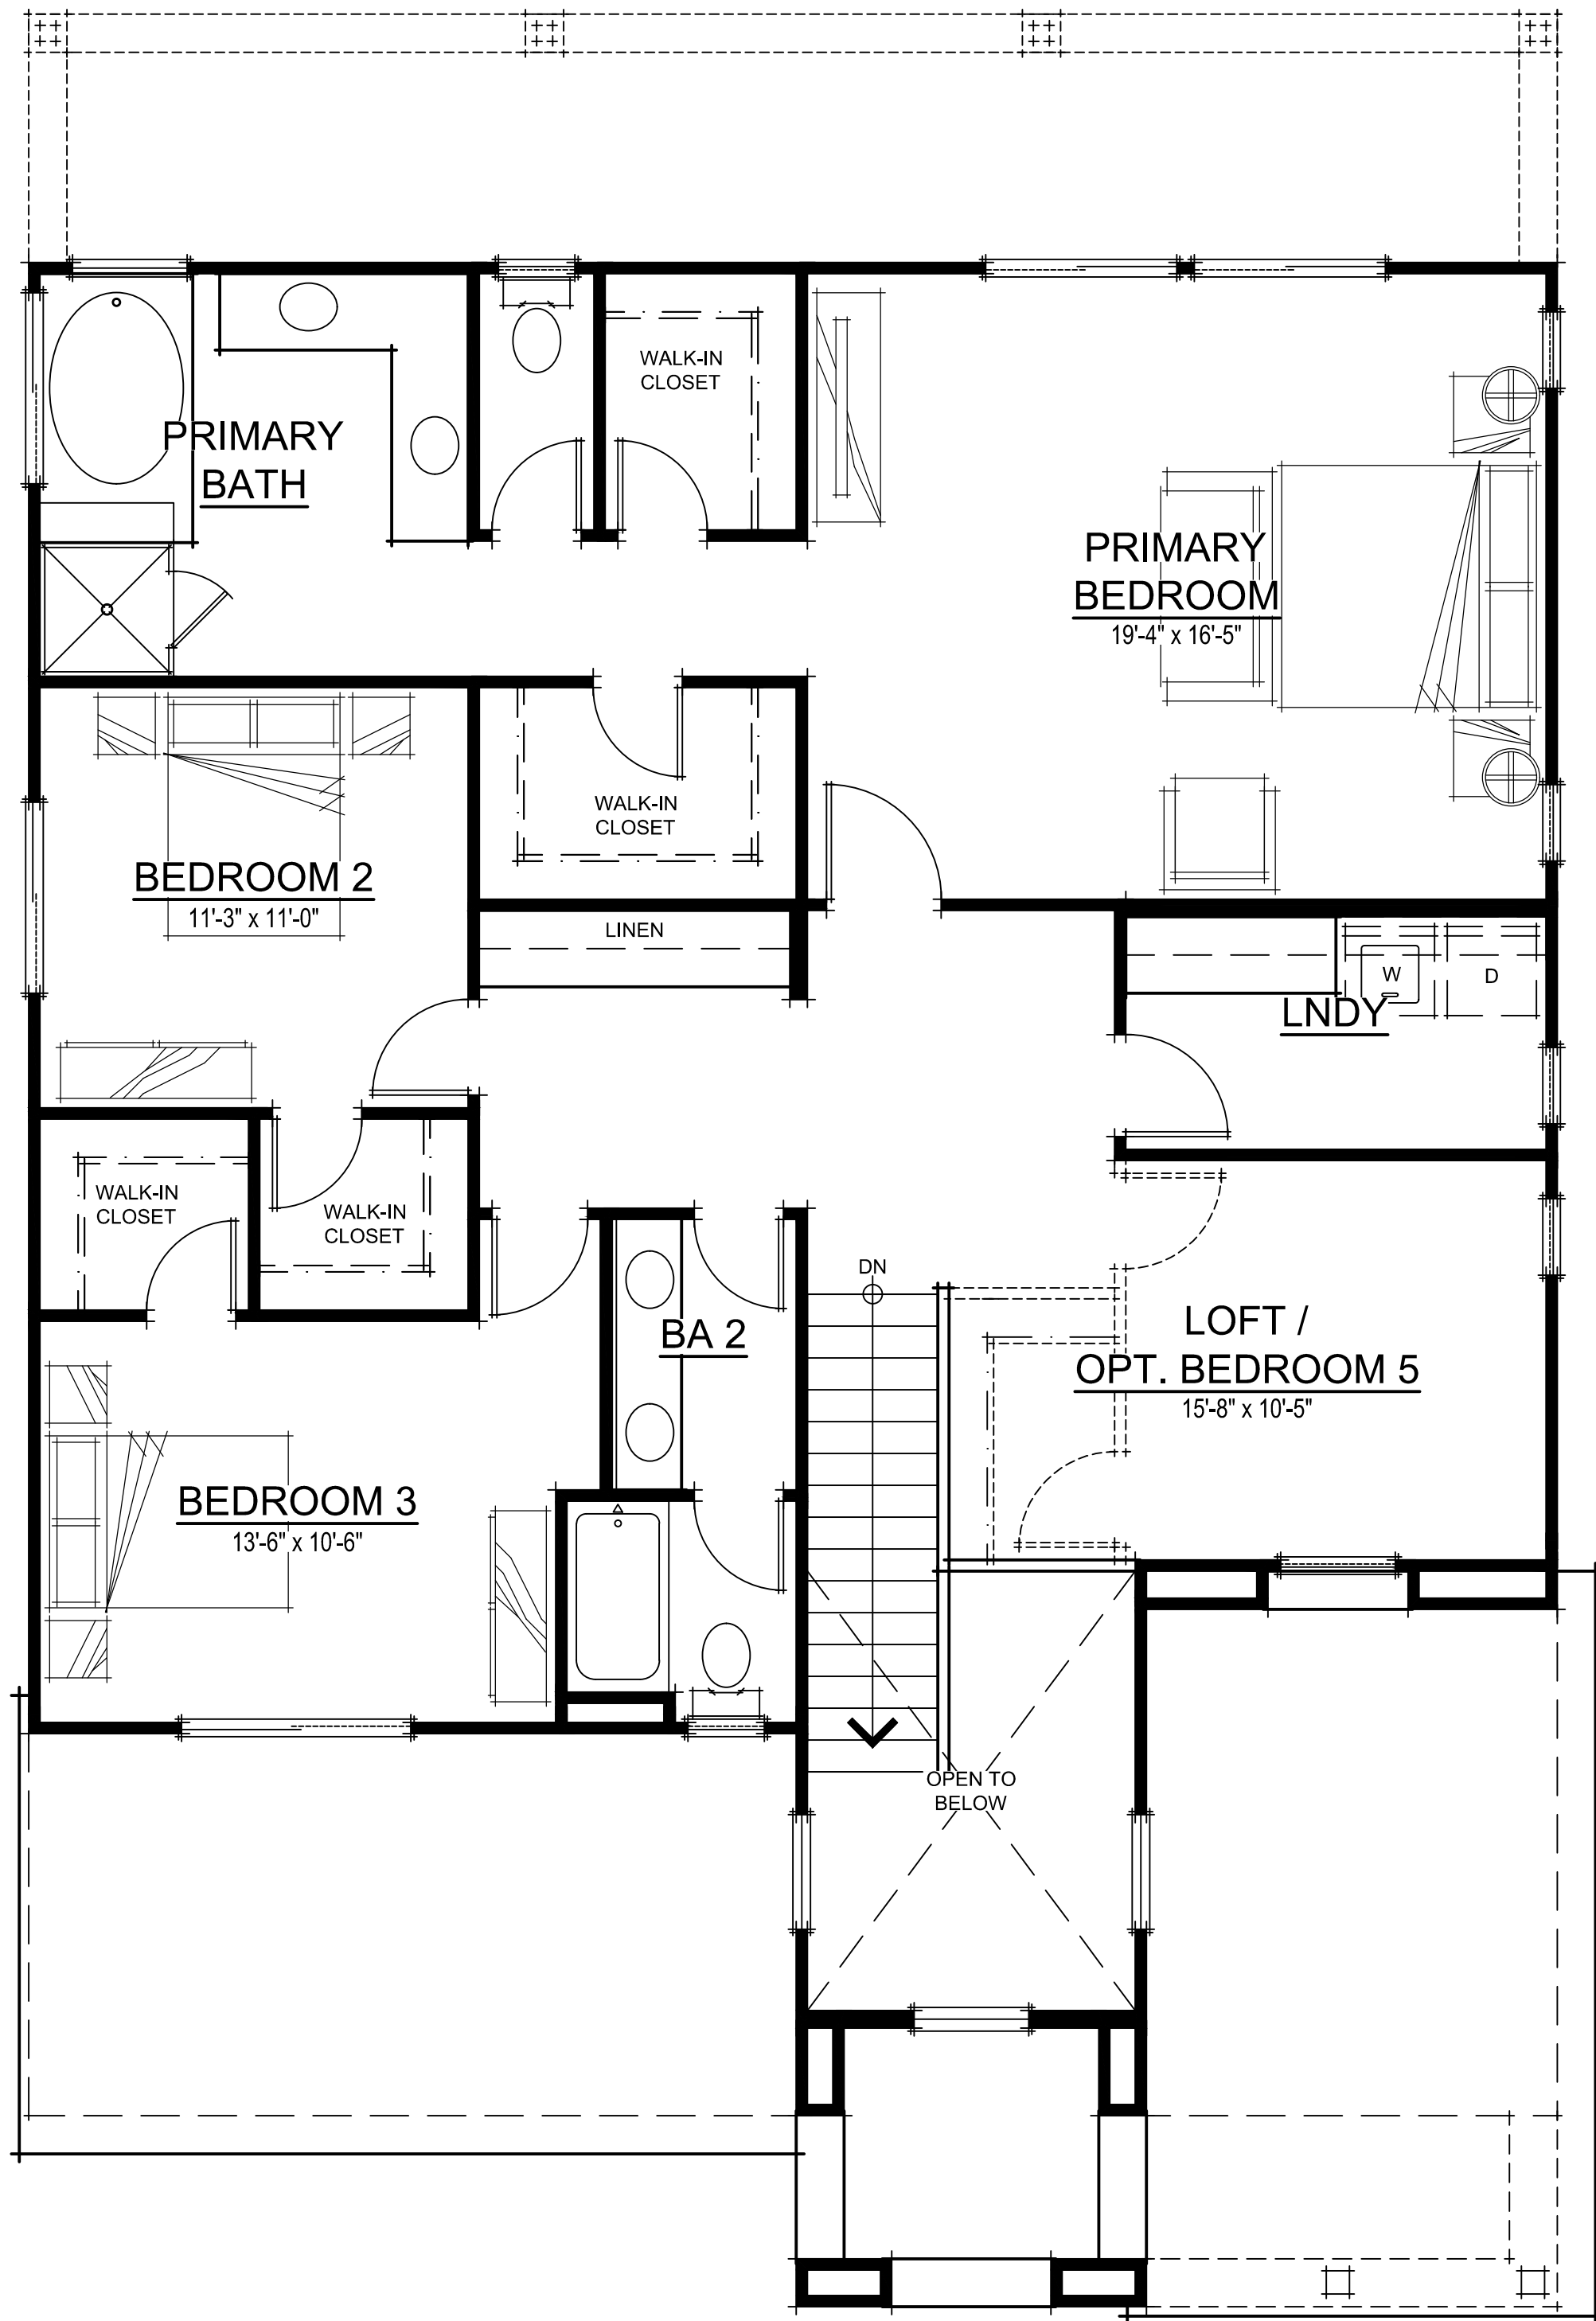 WALK-IN
CLOSET
PRIMARY
BATH
PRIMARY
BEDROOM
19'-4" x 16'-5"
WALK-IN
CLOSET
BEDROOM 2
11'-3" x 11'-0"
LINEN
W
D
LNDY
WALK-IN
CLOSET
WALK-IN
CLOSET
DN
BA 2
LOFT /
OPT. BEDROOM 5
15'-8" x 10'-5"
BEDROOM 3
13'-6" x 10'-6"
OPEN TO
BELOW